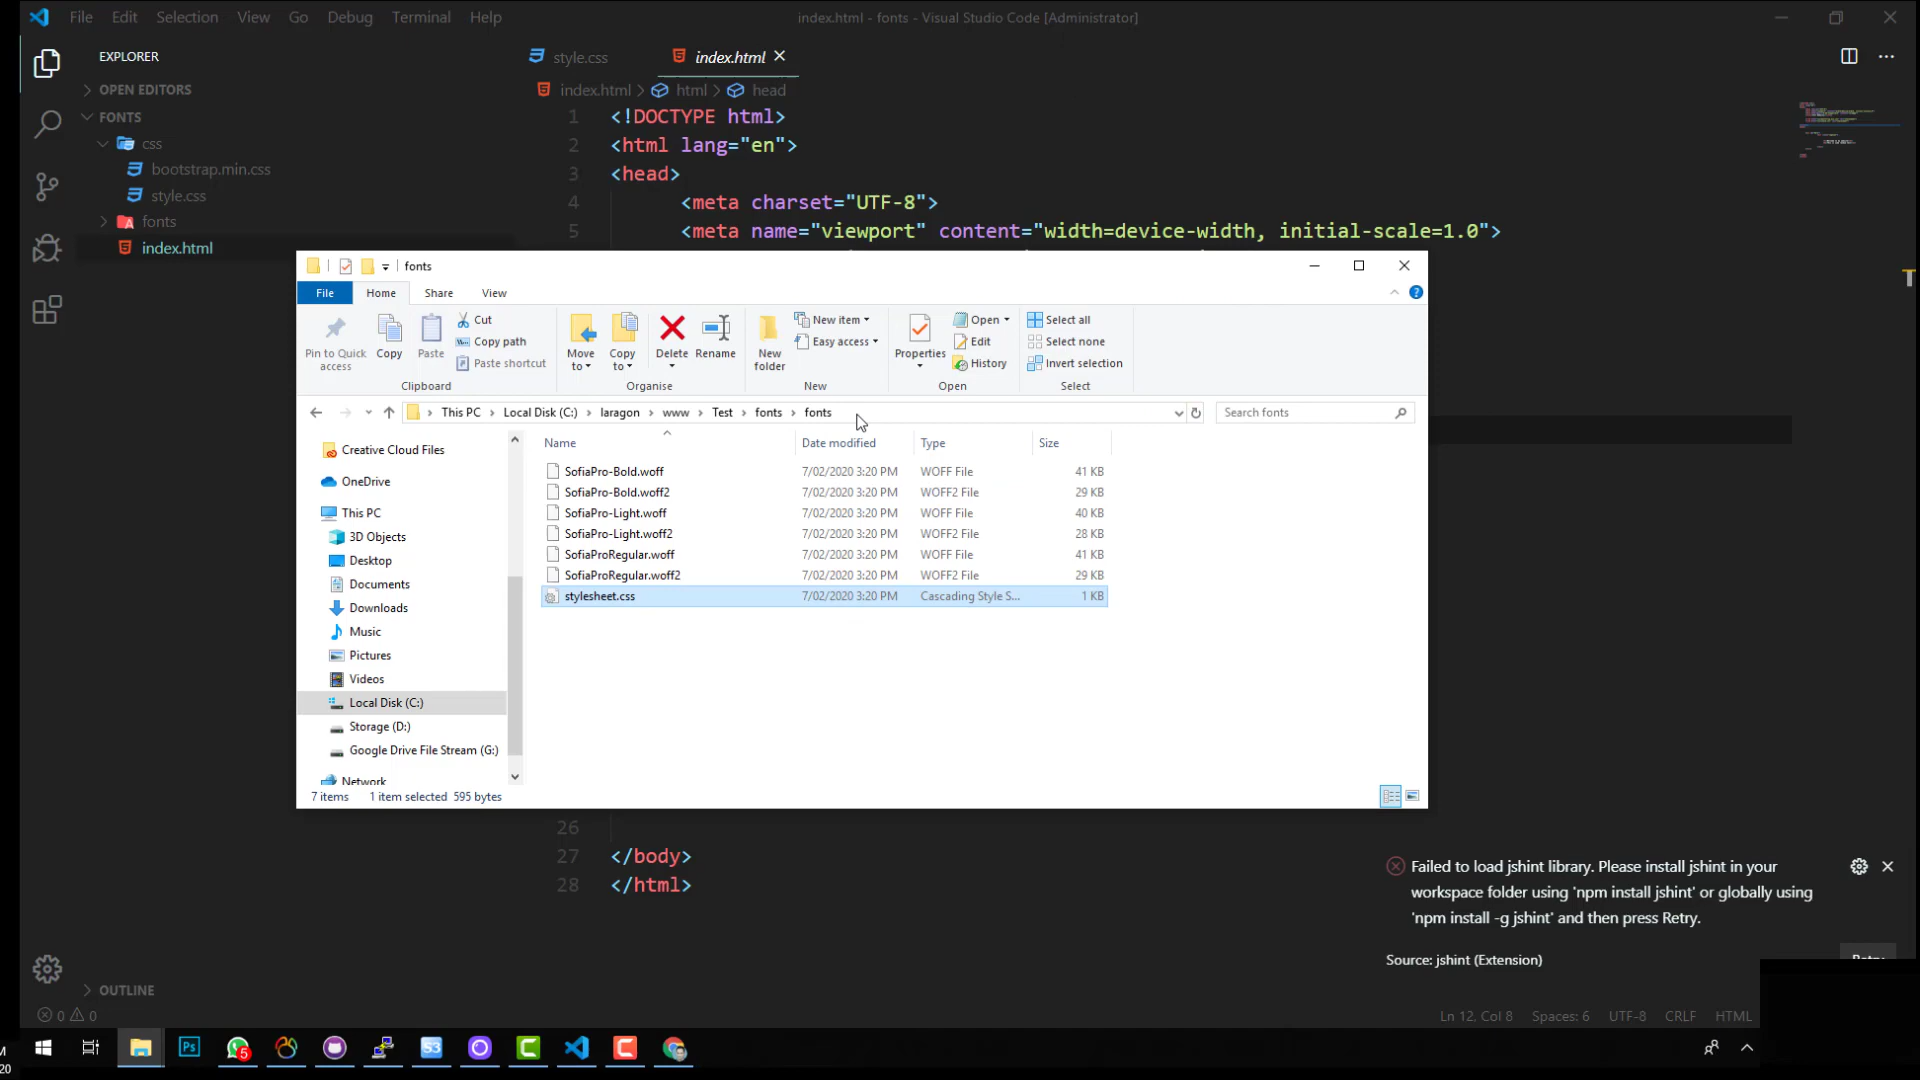 File Edit Selection View Go Debug Terminal Help
index.html - fonts - Visual Studio Code [Administrator]
EXPLORER
OPEN EDITORS
FONTS
css
bootstrap.min.css
style.css
fonts
index.html
style.css
index.html
index.html > html > head
1 <!DOCTYPE html>
2 <html lang="en">
3 <head>
4 <meta charset="UTF-8">
5 <meta name="viewport" content="width=device-width, initial-scale=1.0">
fonts
File Home Share View
Pin to Quick access
Copy
Paste
Cut
Copy path
Paste shortcut
Clipboard
Move to
Copy to
Delete
Rename
Organise
New folder
New item
Easy access
New
Properties
Open
Edit
History
Open
Select all
Select none
Invert selection
Select
This PC > Local Disk (C:) > laragon > www > Test > fonts > fonts
Search fonts
Creative Cloud Files
OneDrive
This PC
3D Objects
Desktop
Documents
Downloads
Music
Pictures
Videos
Local Disk (C:)
Storage (D:)
Google Drive File Stream (G:)
Network
Name Date modified Type Size
SofiaPro-Bold.woff 7/02/2020 3:20 PM WOFF File 41 KB
SofiaPro-Bold.woff2 7/02/2020 3:20 PM WOFF2 File 29 KB
SofiaPro-Light.woff 7/02/2020 3:20 PM WOFF File 40 KB
SofiaPro-Light.woff2 7/02/2020 3:20 PM WOFF2 File 28 KB
SofiaProRegular.woff 7/02/2020 3:20 PM WOFF File 41 KB
SofiaProRegular.woff2 7/02/2020 3:20 PM WOFF2 File 29 KB
stylesheet.css 7/02/2020 3:20 PM Cascading Style S... 1 KB
7 items 1 item selected 595 bytes
26
27 </body>
28 </html>
Failed to load jshint library. Please install jshint in your
workspace folder using 'npm install jshint' or globally using
'npm install -g jshint' and then press Retry.
Source: jshint (Extension)
OUTLINE
0 0
Ln 12, Col 8 Spaces: 6 UTF-8 CRLF HTML
Ps
5
S3
C
C
M
20